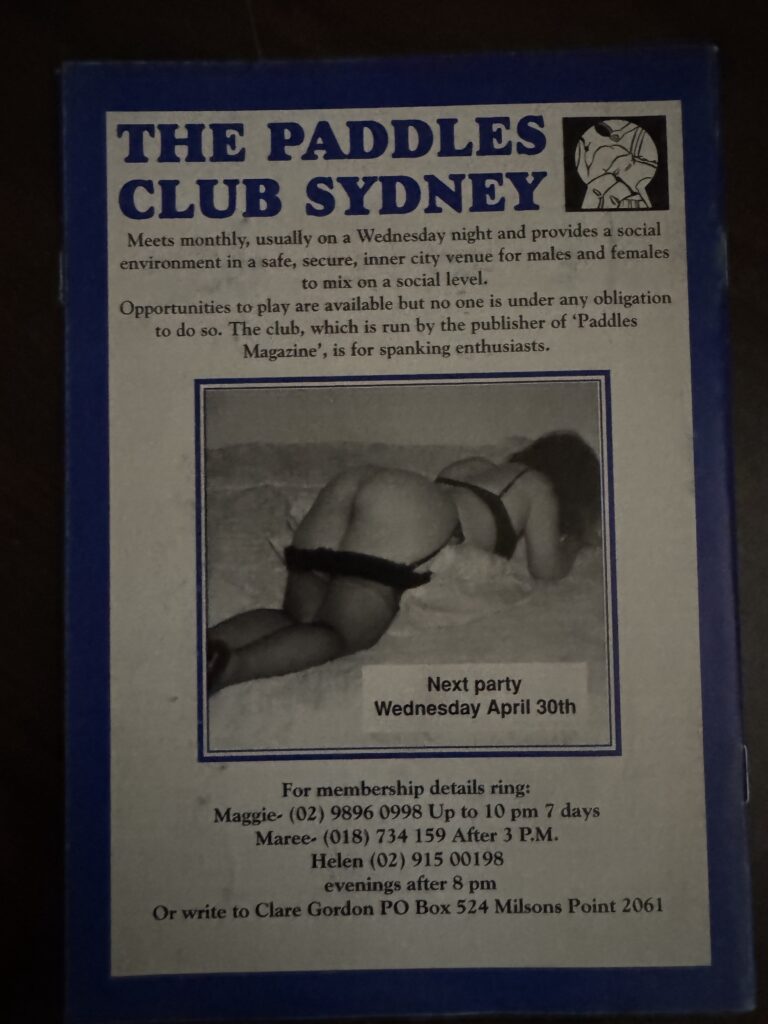 THE PADDLES
CLUB SYDNEY
Meets monthly, usually on a Wednesday night and provides a social
environment in a safe, secure, inner city venue for males and females
to mix on a social level.
Opportunities to play are available but no one is under any obligation
to do so. The club, which is run by the publisher of ‘Paddles
Magazine’, is for spanking enthusiasts.
Next party
Wednesday April 30th
For membership details ring:
Maggie- (02) 9896 0998 Up to 10 pm 7 days
Maree- (018) 734 159 After 3 P.M.
Helen (02) 915 00198
evenings after 8 pm
Or write to Clare Gordon PO Box 524 Milsons Point 2061